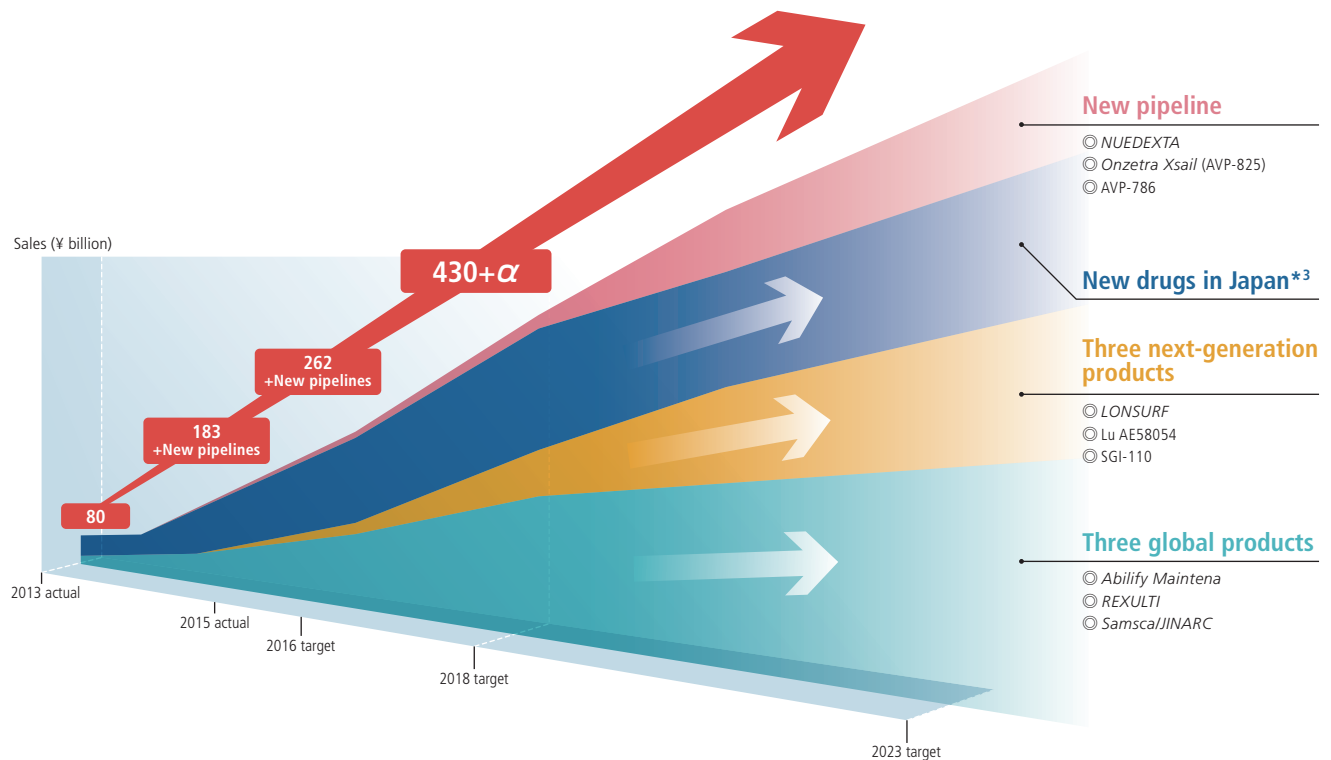 Sales (¥ billion)
430+α
262
+New pipelines
183
+New pipelines
80
2013 actual
2015 actual
2016 target
2018 target
2023 target
New pipeline
◎ NUEDEXTA
◎ Onzetra Xsail (AVP-825)
◎ AVP-786
New drugs in Japan*3
Three next-generation
products
◎ LONSURF
◎ Lu AE58054
◎ SGI-110
Three global products
◎ Abilify Maintena
◎ REXULTI
◎ Samsca/JINARC